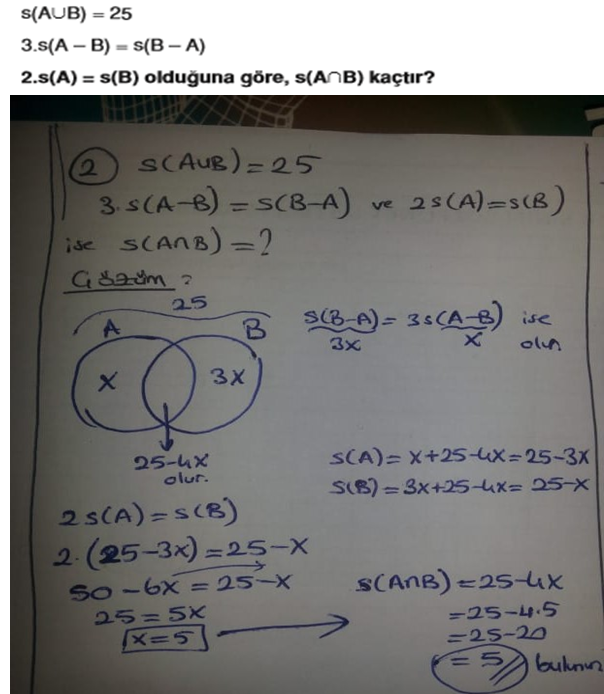 s(A∪B) = 25
3.s(A – B) = s(B – A)
2.s(A) = s(B) olduğuna göre, s(A∩B) kaçtır?
2 s(A∪B) = 25
3.s(A-B) = s(B-A) ve 2s(A)=s(B)
ise s(A∩B) = ?
Çözüm :
25
A B
x 3x
25-4x
olur.
s(B-A) = 3s(A-B) ise
3x x olur
s(A) = x+25-4x = 25-3x
s(B) = 3x+25-4x = 25-x
2s(A) = s(B)
2.(25-3x) = 25-x
50-6x = 25-x
25 = 5x
x=5
s(A∩B) = 25-4x
=25-4.5
=25-20
= 5 bulunur